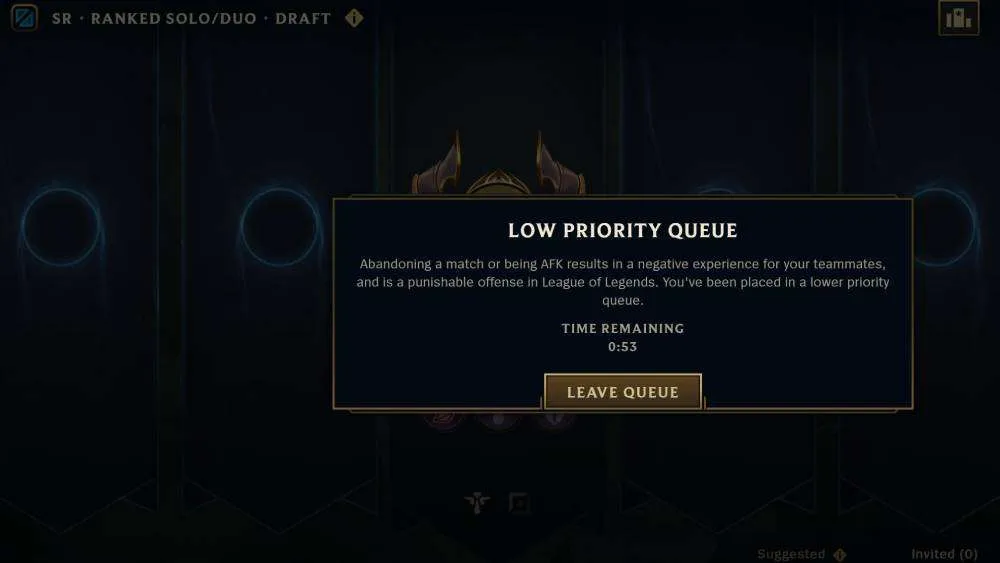 SR • RANKED SOLO/DUO • DRAFT
LOW PRIORITY QUEUE
Abandoning a match or being AFK results in a negative experience for your teammates,
and is a punishable offense in League of Legends. You've been placed in a lower priority
queue.
TIME REMAINING
0:53
LEAVE QUEUE
Suggested
Invited (0)